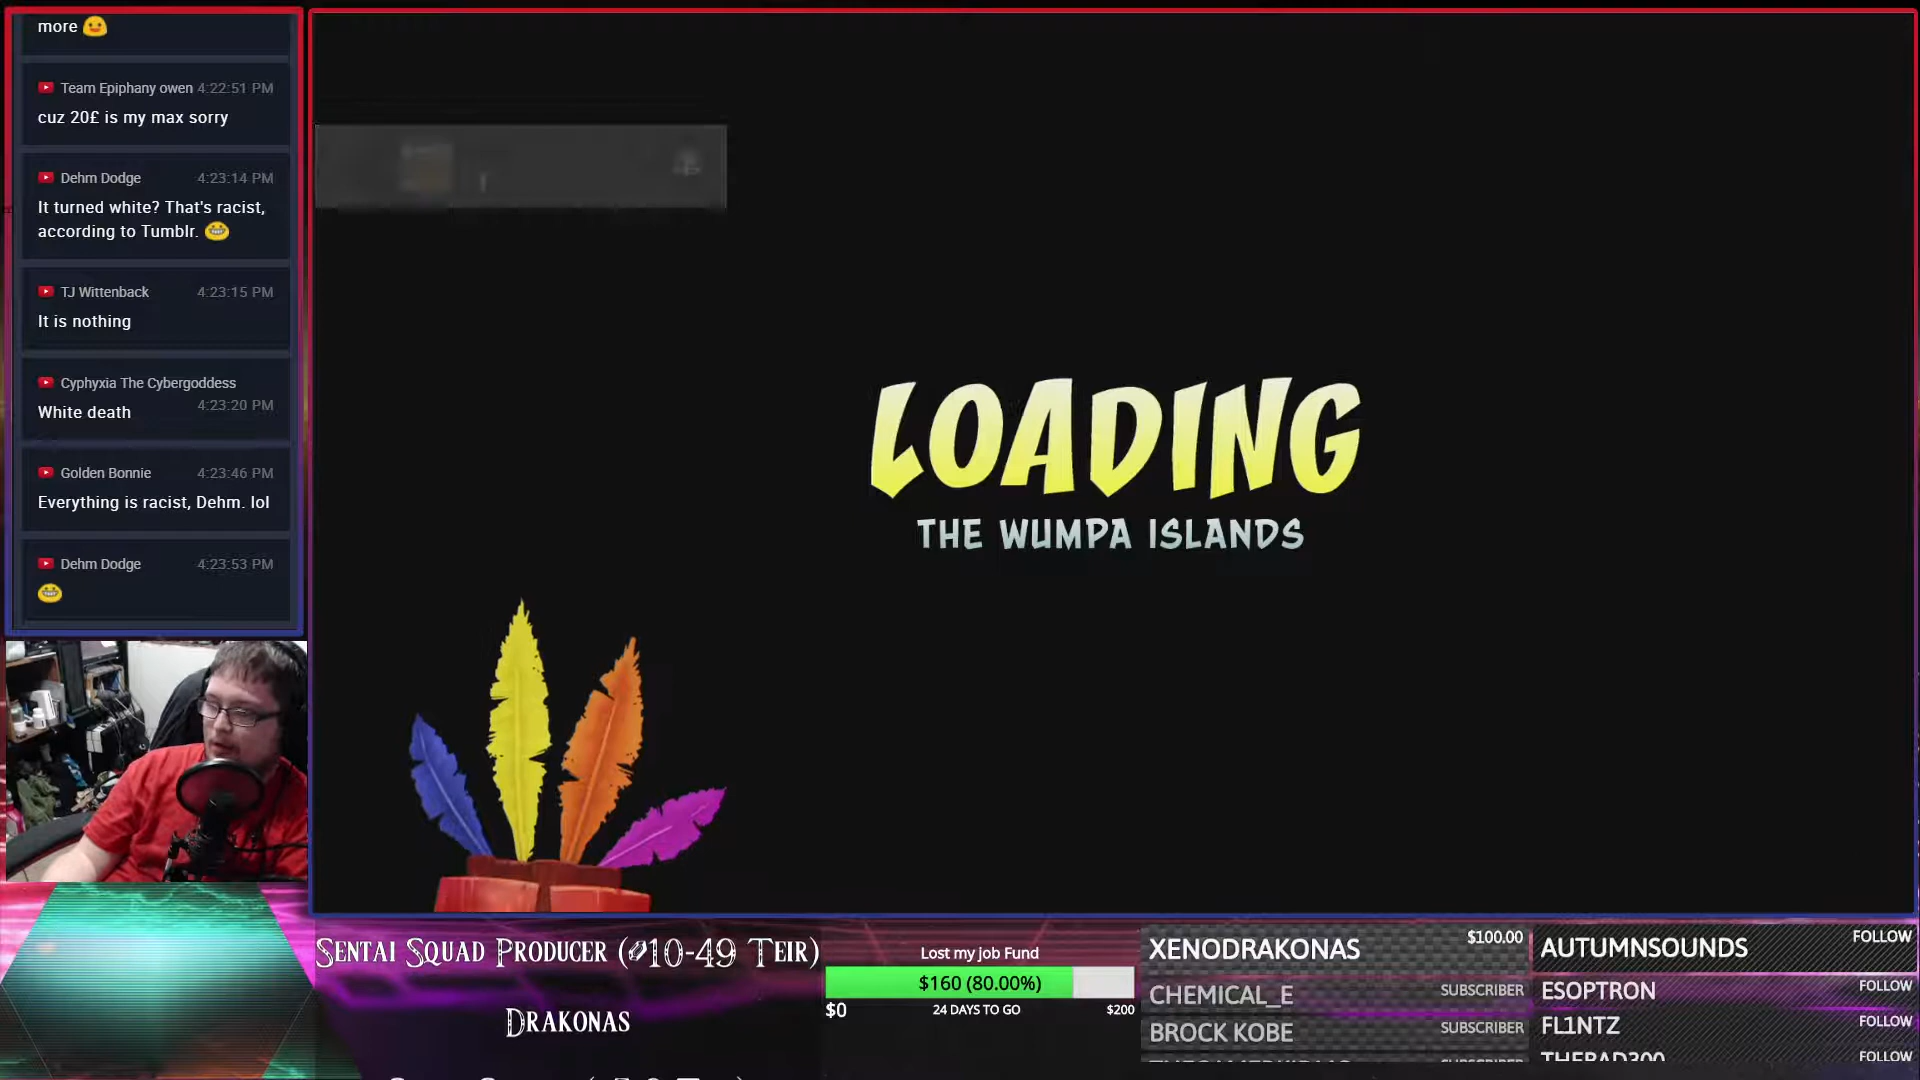 more
Team Epiphany owen 4:22:51 PM
cuz 20£ is my max sorry
Dehm Dodge 4:23:14 PM
It turned white? That's racist,
according to Tumblr.
TJ Wittenback 4:23:15 PM
It is nothing
Cyphyxia The Cybergoddess
4:23:20 PM
White death
Golden Bonnie 4:23:46 PM
Everything is racist, Dehm. lol
Dehm Dodge 4:23:53 PM
LOADING
THE WUMPA ISLANDS
Sentai Squad Producer (10-49 Teir)
Drakonas
Lost my job Fund
$160 (80.00%)
$0 24 DAYS TO GO $200
XENODRAKONAS $100.00
CHEMICAL_E SUBSCRIBER
BROCK KOBE SUBSCRIBER
SUBSCRIBER
AUTUMNSOUNDS FOLLOW
ESOPTRON FOLLOW
FL1NTZ FOLLOW
THEBAD300 FOLLOW